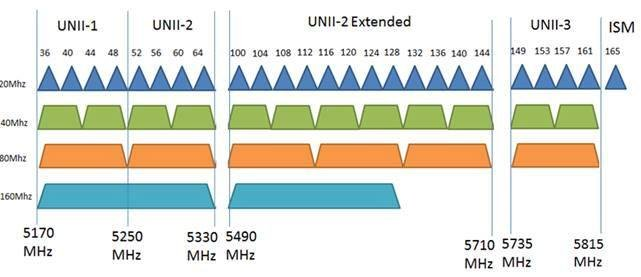 UNII-1 UNII-2 UNII-2 Extended UNII-3 ISM
36 40 44 48 52 56 60 64 100 104 108 112 116 120 124 128 132 136 140 144 149 153 157 161 165
20Mhz
40Mhz
80Mhz
160Mhz
5170 MHz
5250 MHz
5330 MHz
5490 MHz
5710 MHz
5735 MHz
5815 MHz